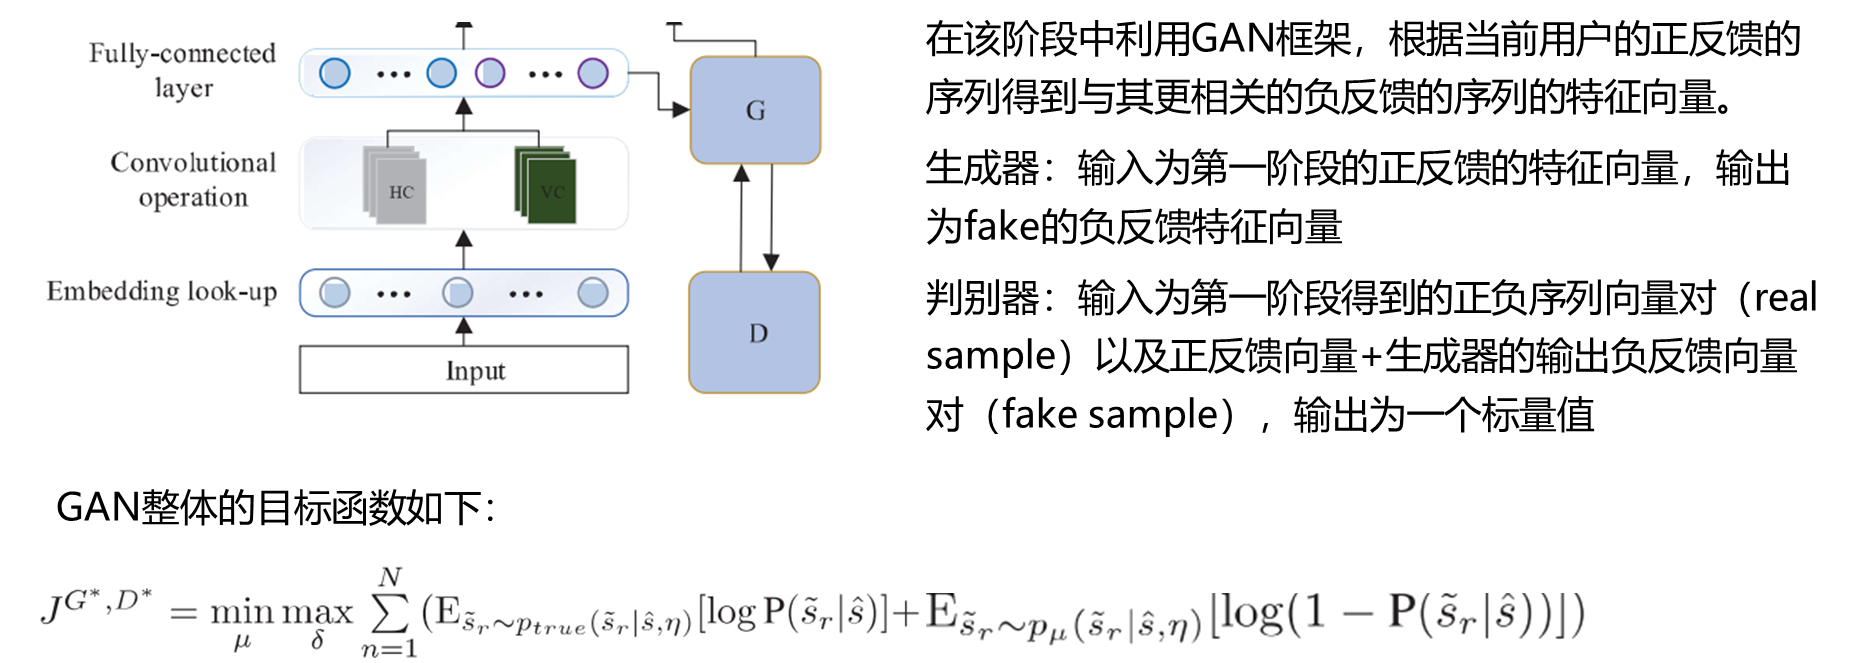 Fully-connected
layer
G
Convolutional
operation
HC
VC
Embedding look-up
D
Input
在该阶段中利用GAN框架，根据当前用户的正反馈的
序列得到与其更相关的负反馈的序列的特征向量。
生成器：输入为第一阶段的正反馈的特征向量，输出
为fake的负反馈特征向量
判别器：输入为第一阶段得到的正负序列向量对（real
sample）以及正反馈向量+生成器的输出负反馈向量
对（fake sample），输出为一个标量值
GAN整体的目标函数如下：
$J^{G^*,D^*} = \min_{\mu} \max_{\delta} \sum_{n=1}^{N} (\mathrm{E}_{\tilde{s}_r \sim p_{true}(\tilde{s}_r|\hat{s},\eta)}[\log \mathrm{P}(\tilde{s}_r|\hat{s})] + \mathrm{E}_{\tilde{s}_r \sim p_{\mu}(\tilde{s}_r|\hat{s},\eta)}[\log(1 - \mathrm{P}(\tilde{s}_r|\hat{s}))])$